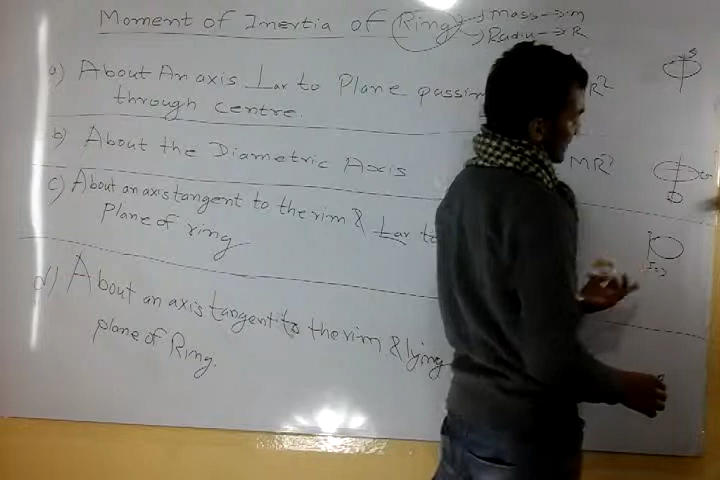 Moment of Inertia of Ring → Mass → m
→ Radiu → R
a) About An axis ⊥ar to Plane passin R²
through centre.
b) About the Diametric Axis MR²
c) About an axis tangent to the rim & ⊥ar to
Plane of ring
d) About an axis tangent to the rim & lying
plane of Ring.